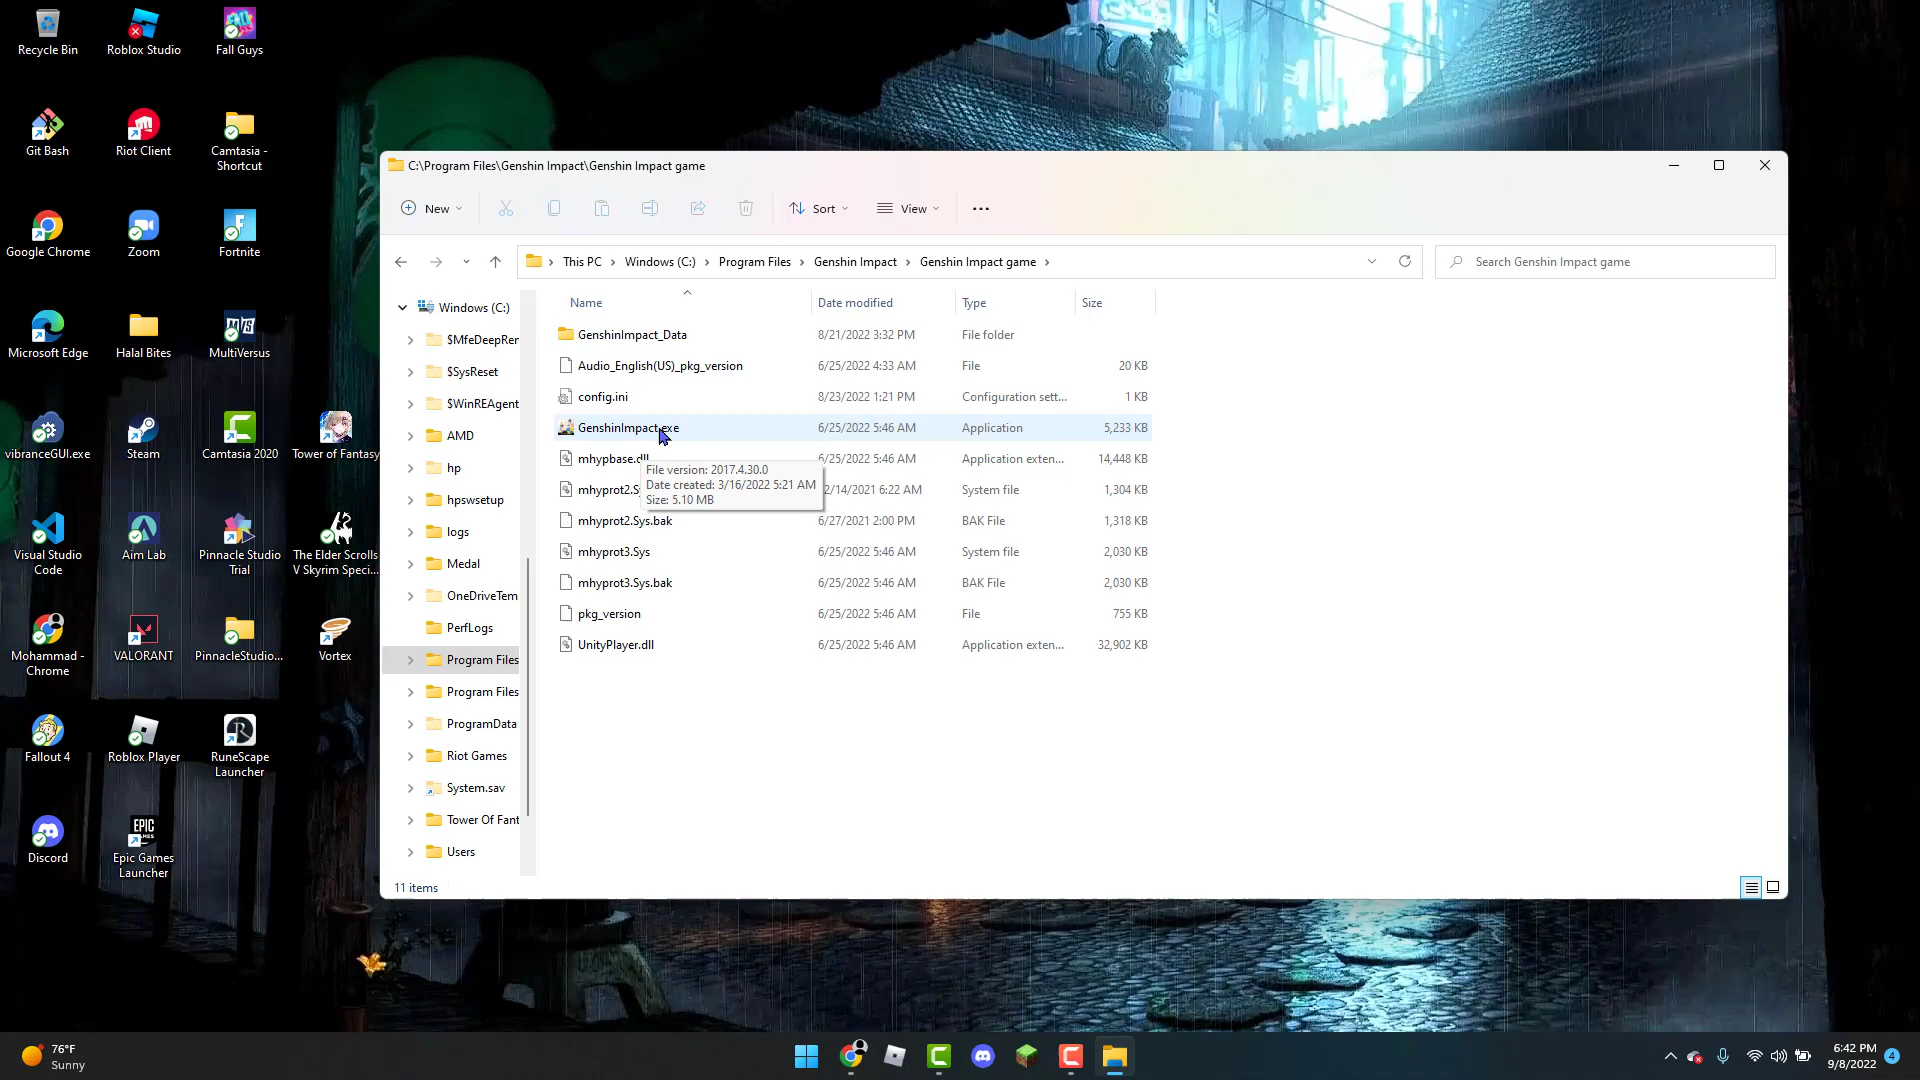 Recycle Bin
Roblox Studio
Fall Guys
Git Bash
Riot Client
Camtasia -
Shortcut
Google Chrome
Zoom
Fortnite
Microsoft Edge
Halal Bites
MultiVersus
vibranceGUI.exe
Steam
Camtasia 2020
Tower of Fantasy
Visual Studio
Code
Aim Lab
Pinnacle Studio
Trial
The Elder Scrolls
V Skyrim Speci...
Mohammad -
Chrome
VALORANT
PinnacleStudio...
Vortex
Fallout 4
Roblox Player
RuneScape
Launcher
Discord
EPIC
GAMES
Epic Games
Launcher
C:\Program Files\Genshin Impact\Genshin Impact game
New
Sort
View
This PC
Windows (C:)
Program Files
Genshin Impact
Genshin Impact game
Search Genshin Impact game
Windows (C:)
$MfeDeepRer
$SysReset
$WinREAgent
AMD
hp
hpswsetup
logs
Medal
OneDriveTem
PerfLogs
Program Files
Program Files
ProgramData
Riot Games
System.sav
Tower Of Fant
Users
Name Date modified Type Size
GenshinImpact_Data 8/21/2022 3:32 PM File folder
Audio_English(US)_pkg_version 6/25/2022 4:33 AM File 20 KB
config.ini 8/23/2022 1:21 PM Configuration sett... 1 KB
GenshinImpact.exe 6/25/2022 5:46 AM Application 5,233 KB
mhypbase.dll 6/25/2022 5:46 AM Application exten... 14,448 KB
mhyprot2.Sy 2/14/2021 6:22 AM System file 1,304 KB
mhyprot2.Sys.bak 6/27/2021 2:00 PM BAK File 1,318 KB
mhyprot3.Sys 6/25/2022 5:46 AM System file 2,030 KB
mhyprot3.Sys.bak 6/25/2022 5:46 AM BAK File 2,030 KB
pkg_version 6/25/2022 5:46 AM File 755 KB
UnityPlayer.dll 6/25/2022 5:46 AM Application exten... 32,902 KB
File version: 2017.4.30.0
Date created: 3/16/2022 5:21 AM
Size: 5.10 MB
11 items
76°F
Sunny
6:42 PM
9/8/2022
4